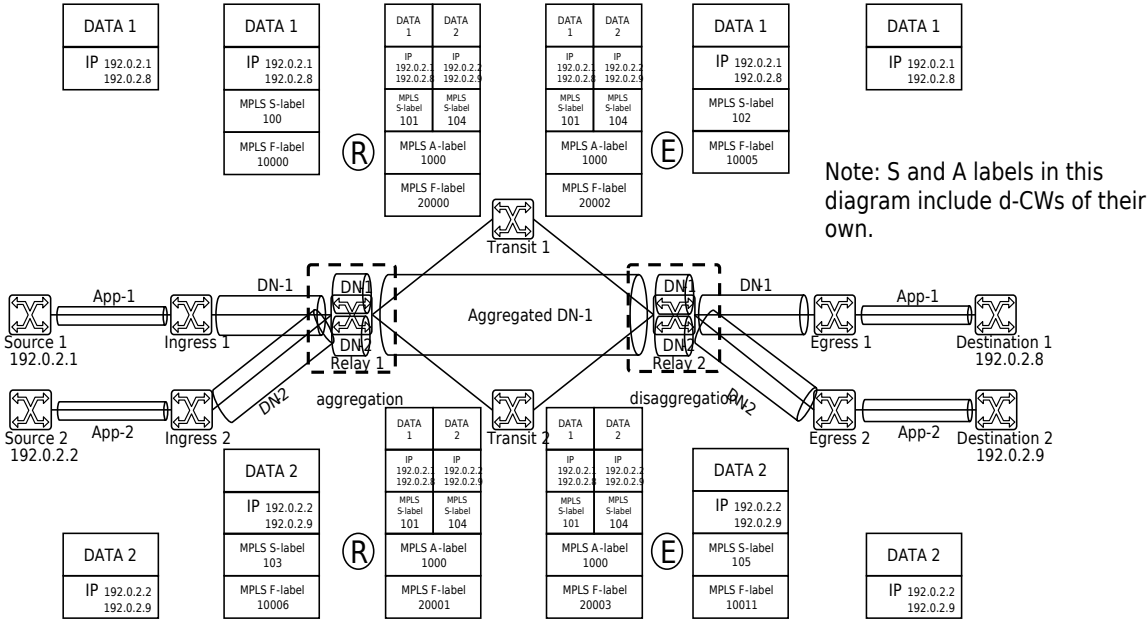 DATA 1
IP 192.0.2.1
192.0.2.8
DATA 1
IP 192.0.2.1
192.0.2.8
MPLS S-label
100
MPLS F-label
10000
R
DATA
1
DATA
2
IP
192.0.2.1
192.0.2.8
IP
192.0.2.2
192.0.2.9
MPLS
S-label
101
MPLS
S-label
104
MPLS A-label
1000
MPLS F-label
20000
DATA
1
DATA
2
IP
192.0.2.1
192.0.2.8
IP
192.0.2.2
192.0.2.9
MPLS
S-label
101
MPLS
S-label
104
MPLS A-label
1000
MPLS F-label
20002
E
DATA 1
IP 192.0.2.1
192.0.2.8
MPLS S-label
102
MPLS F-label
10005
DATA 1
IP 192.0.2.1
192.0.2.8
Note: S and A labels in this
diagram include d-CWs of their
own.
Transit 1
Source 1
192.0.2.1
App-1
Ingress 1
DN-1
DN-1
DN-2
Relay 1
aggregation
Aggregated DN-1
DN-1
DN-2
Relay 2
disaggregation
DN-1
Egress 1
App-1
Destination 1
192.0.2.8
Source 2
192.0.2.2
App-2
Ingress 2
DN-2
Transit 2
DN-2
Egress 2
App-2
Destination 2
192.0.2.9
DATA 2
IP 192.0.2.2
192.0.2.9
DATA 2
IP 192.0.2.2
192.0.2.9
MPLS S-label
103
MPLS F-label
10006
R
DATA
1
DATA
2
IP
192.0.2.1
192.0.2.8
IP
192.0.2.2
192.0.2.9
MPLS
S-label
101
MPLS
S-label
104
MPLS A-label
1000
MPLS F-label
20001
DATA
1
DATA
2
IP
192.0.2.1
192.0.2.8
IP
192.0.2.2
192.0.2.9
MPLS
S-label
101
MPLS
S-label
104
MPLS A-label
1000
MPLS F-label
20003
E
DATA 2
IP 192.0.2.2
192.0.2.9
MPLS S-label
105
MPLS F-label
10011
DATA 2
IP 192.0.2.2
192.0.2.9